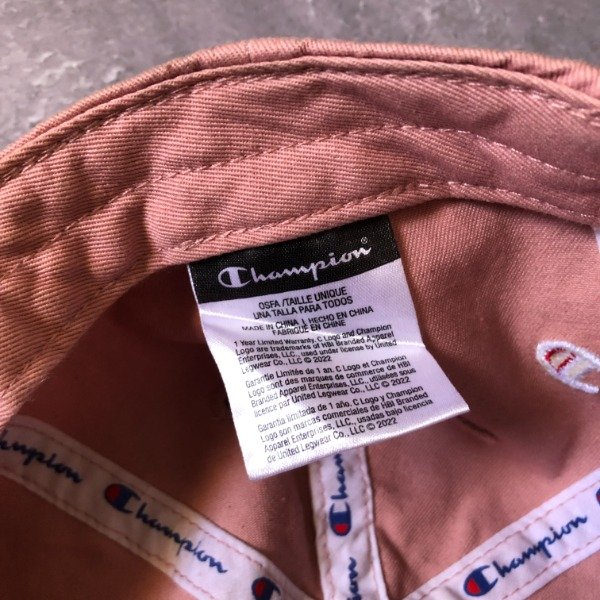 Champion®
OSFA/TAILLE UNIQUE
UNA TALLA PARA TODOS
MADE IN CHINA | HECHO EN CHINA
FABRIQUÉ EN CHINE
1 Year Limited Warranty. C Logo and Champion
Logo are trademarks of HBI Branded Apparel
Enterprises, LLC., used under license by United
Legwear Co. © 2022
Garantie Limitée de 1 an. C Logo et Champion
Logo sont des marques de commerce de HBI
Branded Apparel Enterprises, LLC., utilisées sous
licence par United Legwear Co. © 2022
Garantía limitada de 1 año. C Logo y Champion
Logo son marcas comerciales de HBI Branded
Apparel Enterprises, LLC., usadas bajo licencia
de United Legwear Co. © 2022
Champion
Champion
Champion
Champion